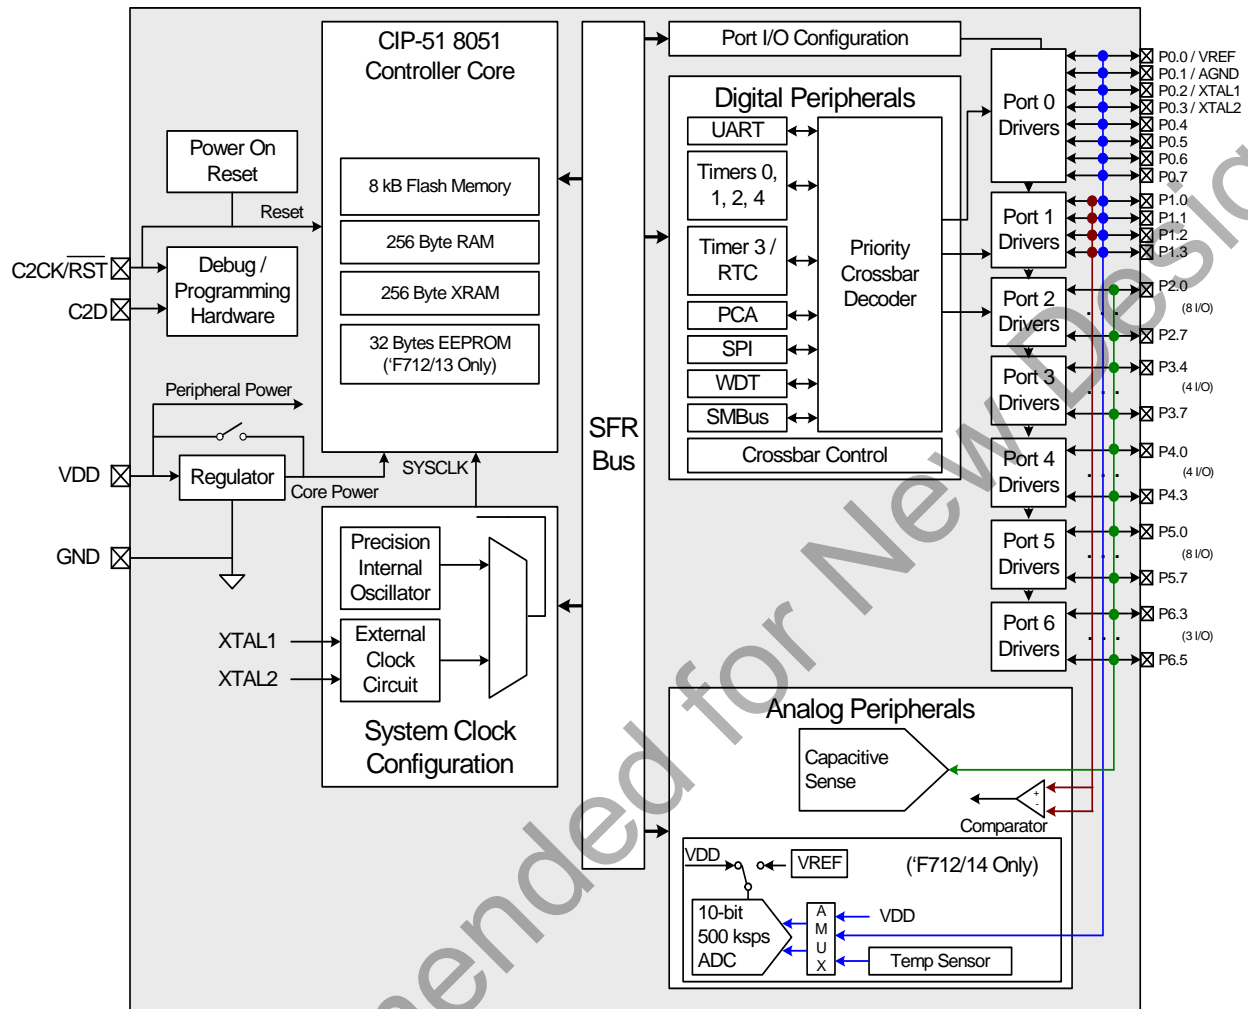 CIP-51 8051
Controller Core
Power On
Reset
Reset
8 kB Flash Memory
256 Byte RAM
256 Byte XRAM
32 Bytes EEPROM
('F712/13 Only)
C2CK/RST
C2D
Debug /
Programming
Hardware
Peripheral Power
VDD
Regulator
Core Power
SYSCLK
GND
Precision
Internal
Oscillator
XTAL1
XTAL2
External
Clock
Circuit
System Clock
Configuration
SFR
Bus
Port I/O Configuration
Digital Peripherals
UART
Timers 0,
1, 2, 4
Timer 3 /
RTC
PCA
SPI
WDT
SMBus
Priority
Crossbar
Decoder
Crossbar Control
Port 0
Drivers
Port 1
Drivers
Port 2
Drivers
Port 3
Drivers
Port 4
Drivers
Port 5
Drivers
Port 6
Drivers
P0.0 / VREF
P0.1 / AGND
P0.2 / XTAL1
P0.3 / XTAL2
P0.4
P0.5
P0.6
P0.7
P1.0
P1.1
P1.2
P1.3
P2.0
(8 I/O)
P2.7
P3.4
(4 I/O)
P3.7
P4.0
(4 I/O)
P4.3
P5.0
(8 I/O)
P5.7
P6.3
(3 I/O)
P6.5
Analog Peripherals
Capacitive
Sense
+
-
Comparator
VDD
VREF
('F712/14 Only)
10-bit
500 ksps
ADC
A
M
U
X
VDD
Temp Sensor
mended for New Desig